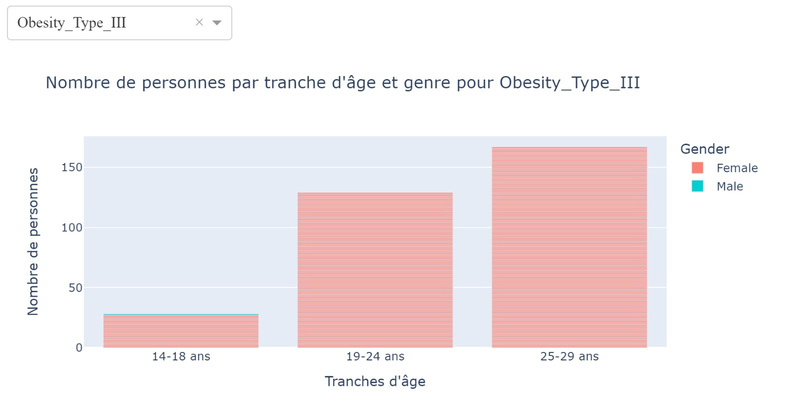 Obesity_Type_III ×
Nombre de personnes par tranche d'âge et genre pour Obesity_Type_III
Nombre de personnes
150
100
50
0
14-18 ans
19-24 ans
25-29 ans
Tranches d'âge
Gender
Female
Male